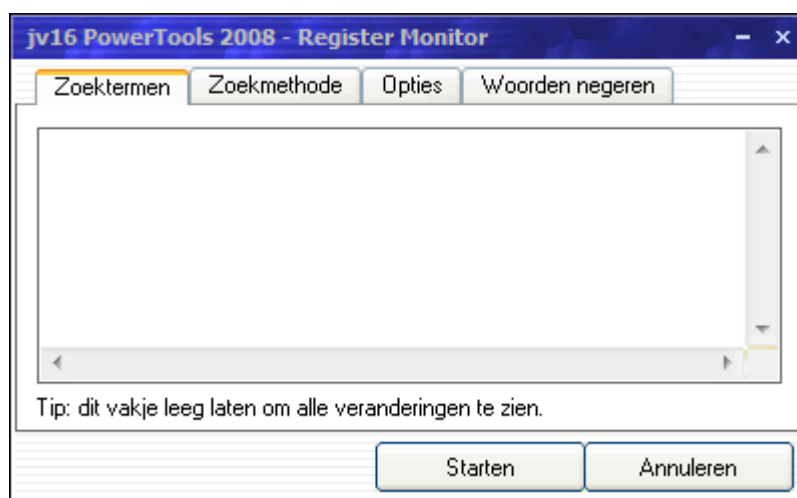 jv16 PowerTools 2008 - Register Monitor
Zoektermen Zoekmethode Opties Woorden negeren
Tip: dit vakje leeg laten om alle veranderingen te zien.
Starten Annuleren